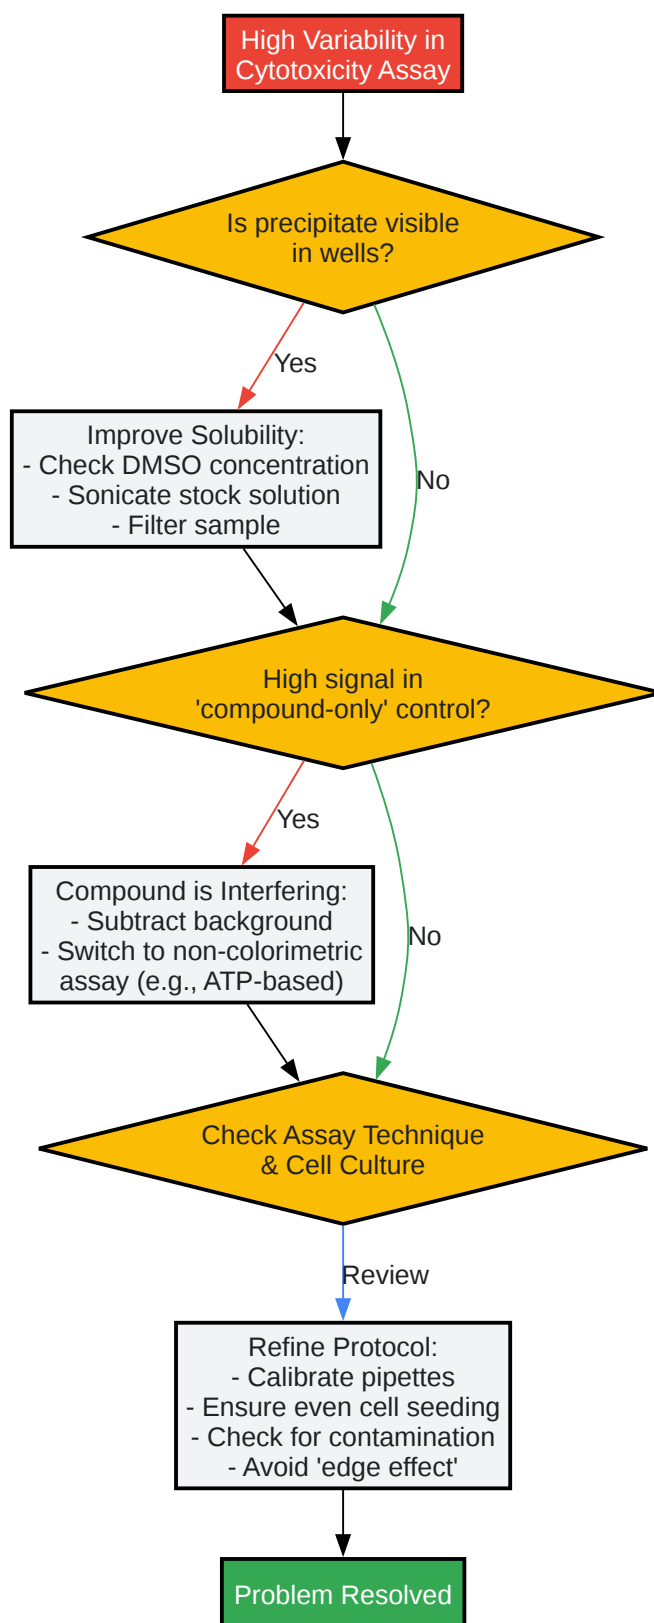 High Variability in
Cytotoxicity Assay
Is precipitate visible
in wells?
Yes
Improve Solubility:
- Check DMSO concentration
- Sonicate stock solution
- Filter sample
No
High signal in
'compound-only' control?
Yes
Compound is Interfering:
- Subtract background
- Switch to non-colorimetric
assay (e.g., ATP-based)
No
Check Assay Technique
& Cell Culture
Review
Refine Protocol:
- Calibrate pipettes
- Ensure even cell seeding
- Check for contamination
- Avoid 'edge effect'
Problem Resolved